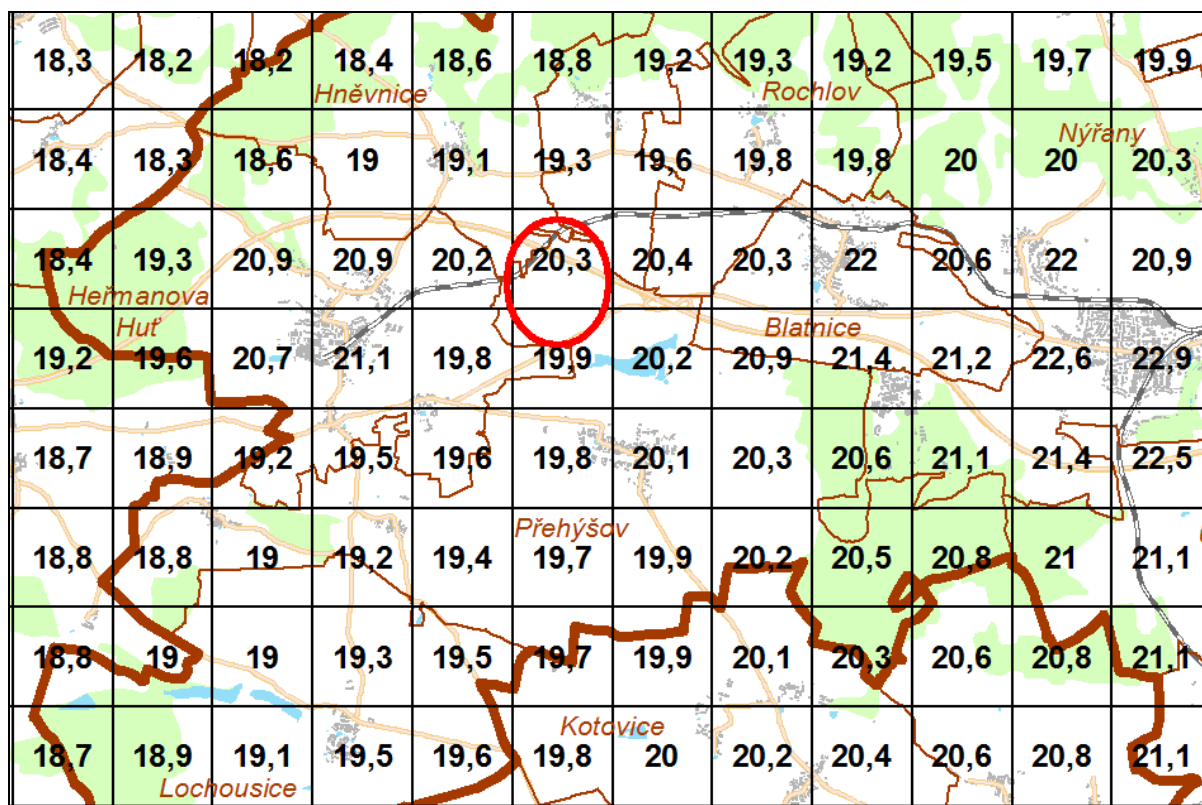 18,3 18,2 18,2 18,4 18,6 18,8 19,2 19,3 19,2 19,5 19,7 19,9
Hněvnice Rochlov
Nýřany
18,4 18,3 18,6 19 19,1 19,3 19,6 19,8 19,8 20 20 20,3
18,4 19,3 20,9 20,9 20,2 20,3 20,4 20,3 22 20,6 22 20,9
Heřmanova
Huť Blatnice
19,2 19,6 20,7 21,1 19,8 19,9 20,2 20,9 21,4 21,2 22,6 22,9
18,7 18,9 19,2 19,5 19,6 19,8 20,1 20,3 20,6 21,1 21,4 22,5
Přehýšov
18,8 18,8 19 19,2 19,4 19,7 19,9 20,2 20,5 20,8 21 21,1
18,8 19 19 19,3 19,5 19,7 19,9 20,1 20,3 20,6 20,8 21,1
Kotovice
18,7 18,9 19,1 19,5 19,6 19,8 20 20,2 20,4 20,6 20,8 21,1
Lochousice